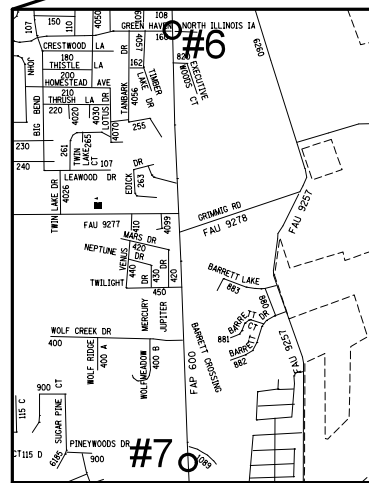 107
150
110
4050
4009
108
GREEN HAVEN
NORTH ILLINOIS IA
160
#6
CRESTWOOD LA
DR
4057
180
THISTLE LA
162
820
6260
JOHN
200
HOMESTEAD AVE
TIMBER
LAKE DR
EXECUTIVE
WOODS CT
210
THRUSH LA
TANBARK
4056
BIG BEND
220
4020
4030
LOTUS DR
4070
255
230
261
TWIN
LAKE
CT
265
240
107
DR
LEAWOOD DR
EDICK
263
TWIN LAKE DR
4026
GRIMMIG RD
FAU 9257
FAU 9277
410
4099
FAU 9278
MARS DR
NEPTUNE
420
DR
VENUS
440
DR
430
DR
420
TWILIGHT
450
BARRETT LAKE
883
880
MERCURY
JUPITER
BARRETT
CT
DR
881
BARRETT
882
FAU 9257
WOLF CREEK DR
400
WOLF RIDGE
400 A
WOLFMEADOW
400 B
BARRETT CROSSING
FAP 600
900
CT
115 C
SUGAR PINE
PINEYWOODS DR
CT
115 D
6185
900
#7
1089